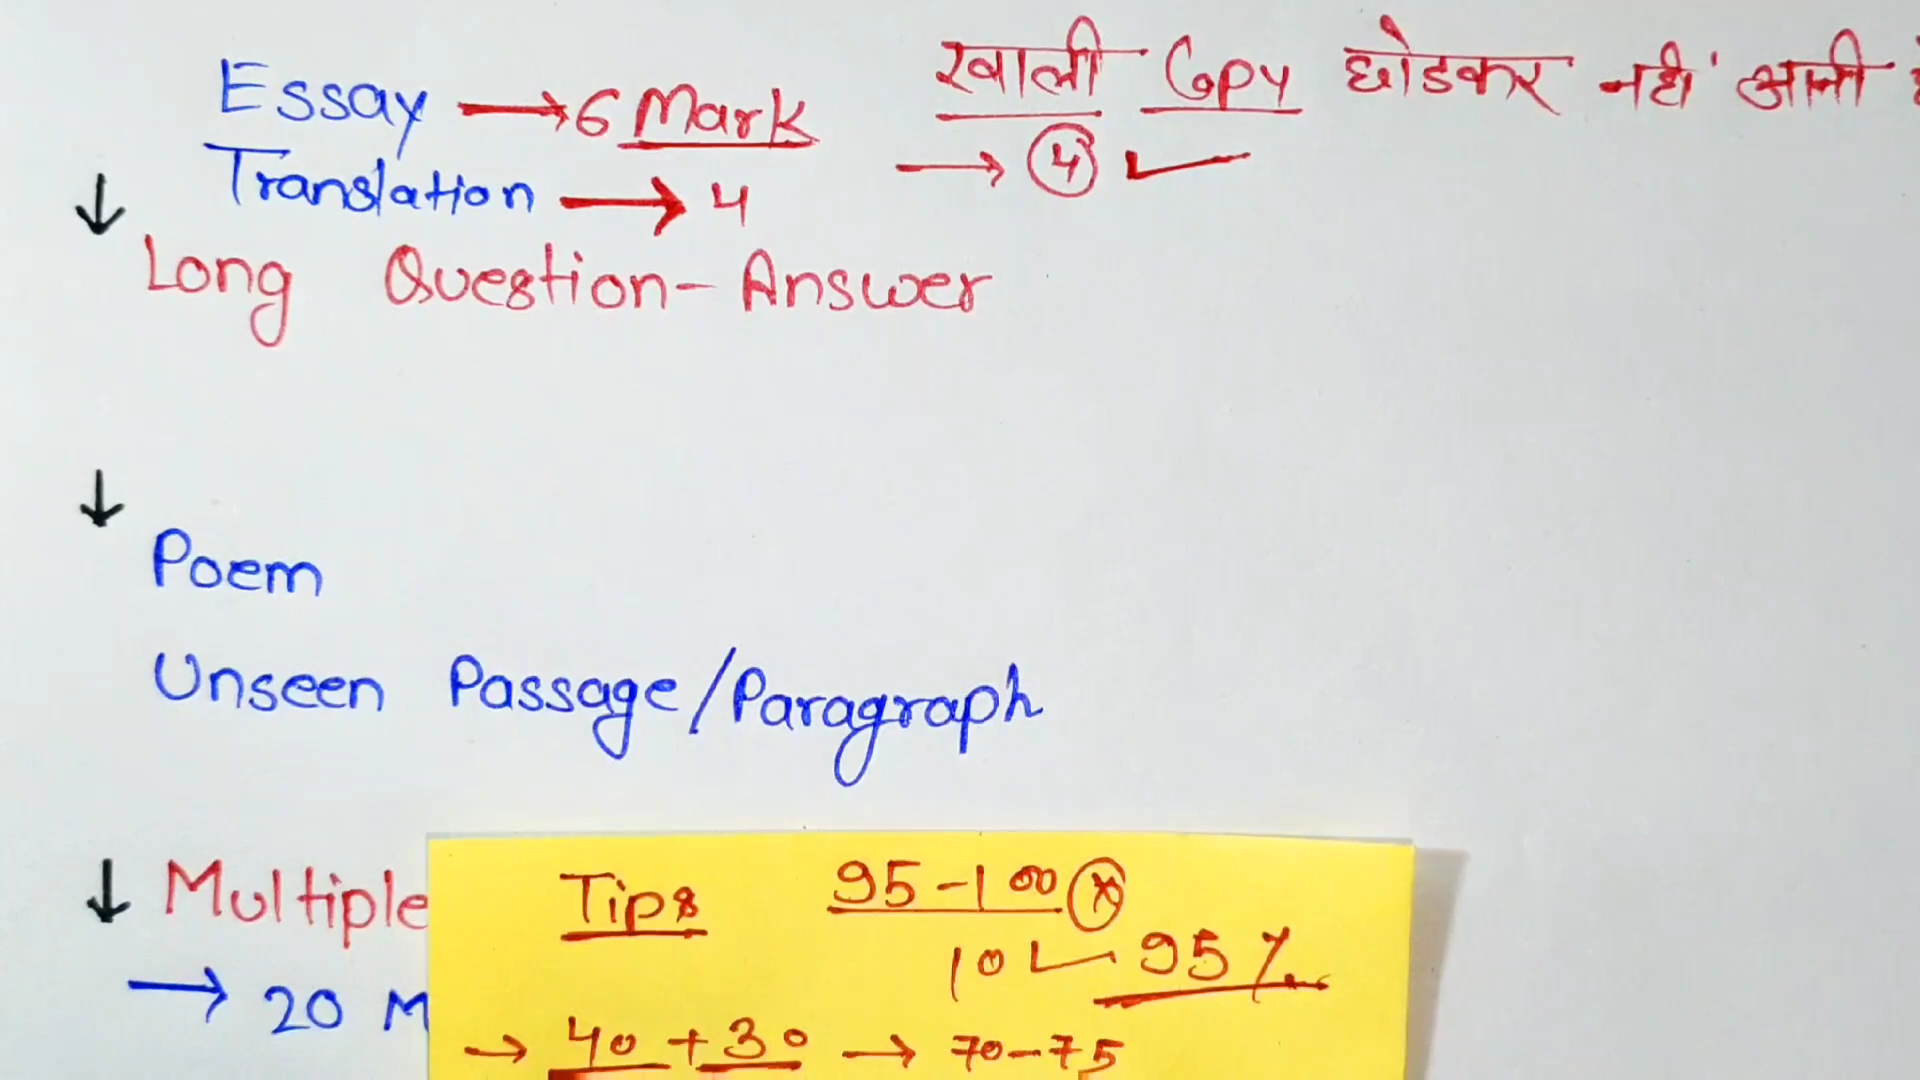 Essay → 6 Mark
खाली Copy छोडकर नही आनी
→ 4 ✓
Translation → 4
↓
Long Question-Answer
↓
Poem
Unseen Passage/Paragraph
↓ Multiple
→ 20 M
Tips 95-100
10 ✓ 95%
→ 40+30 → 70-75